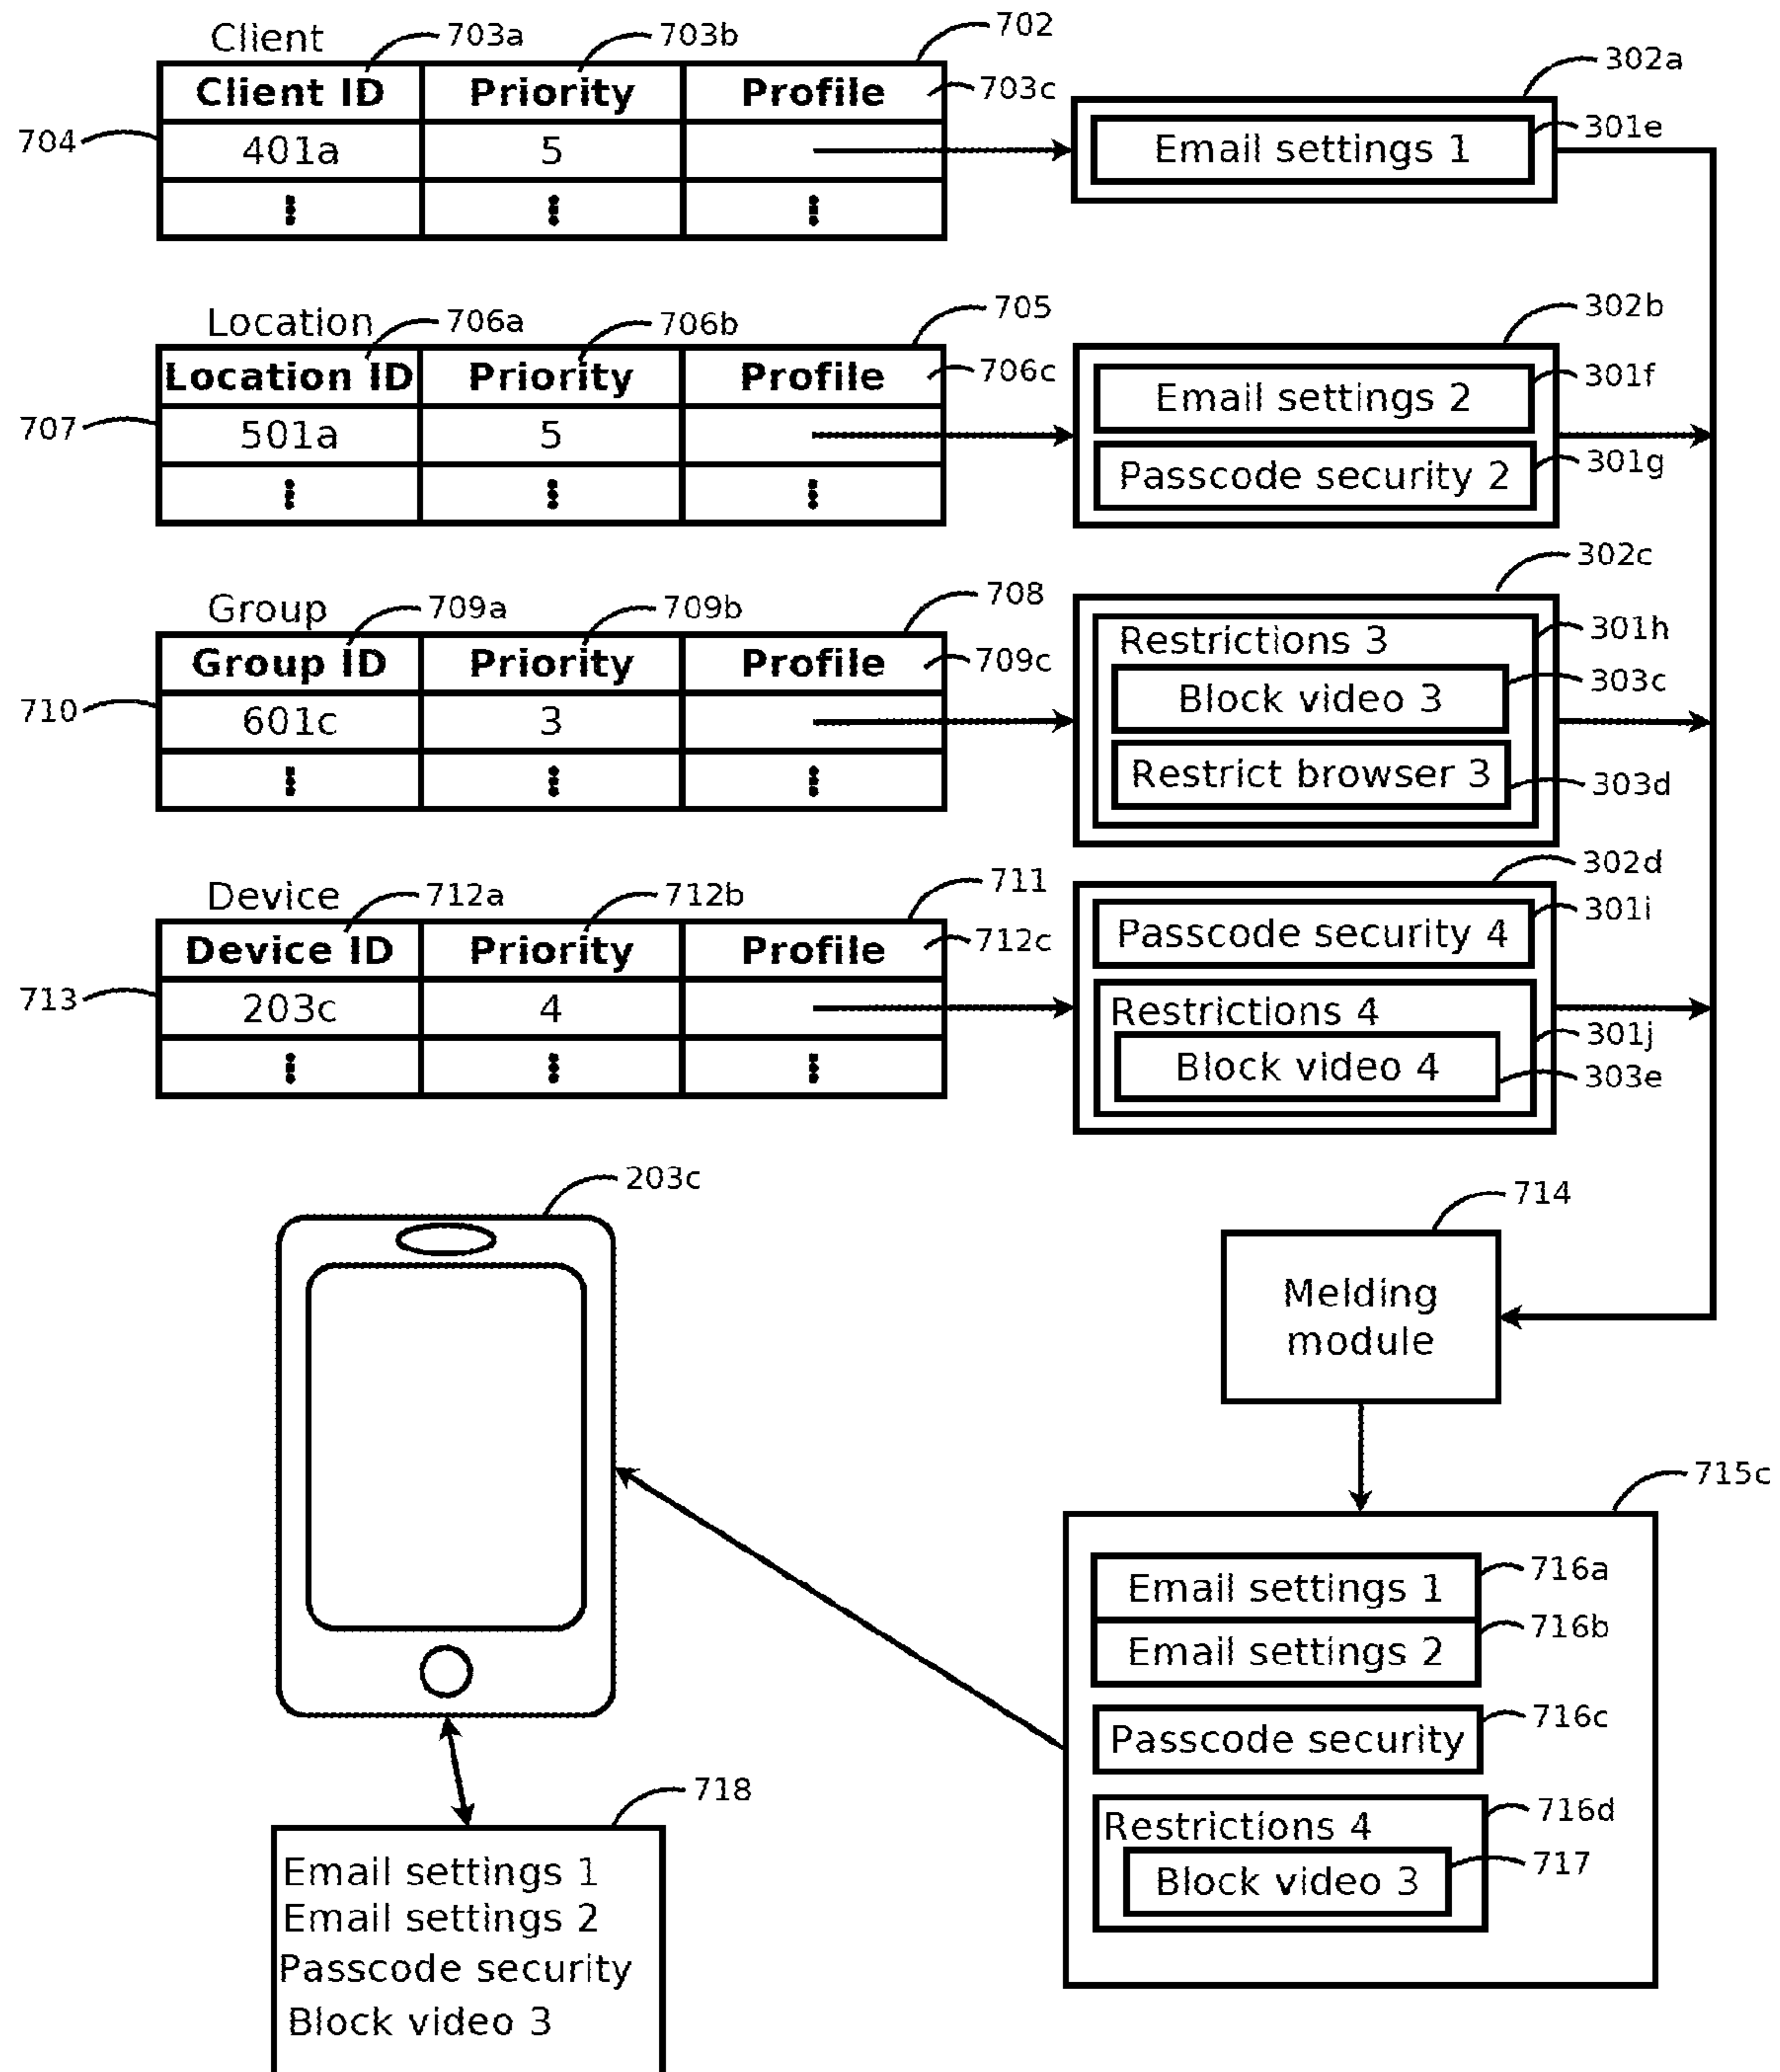 Client 703a 703b 702
Client ID Priority Profile 703c
704 401a 5
302a
Email settings 1 301e
Location 706a 706b 705
Location ID Priority Profile 706c
707 501a 5
302b
Email settings 2 301f
Passcode security 2 301g
Group 709a 709b 708
Group ID Priority Profile 709c
710 601c 3
302c
Restrictions 3 301h
Block video 3 303c
Restrict browser 3 303d
Device 712a 712b 711
Device ID Priority Profile 712c
713 203c 4
302d
Passcode security 4 301i
Restrictions 4 301j
Block video 4 303e
203c
714
Melding
module
715c
Email settings 1 716a
Email settings 2 716b
Passcode security 716c
Restrictions 4 716d
Block video 3 717
718
Email settings 1
Email settings 2
Passcode security
Block video 3